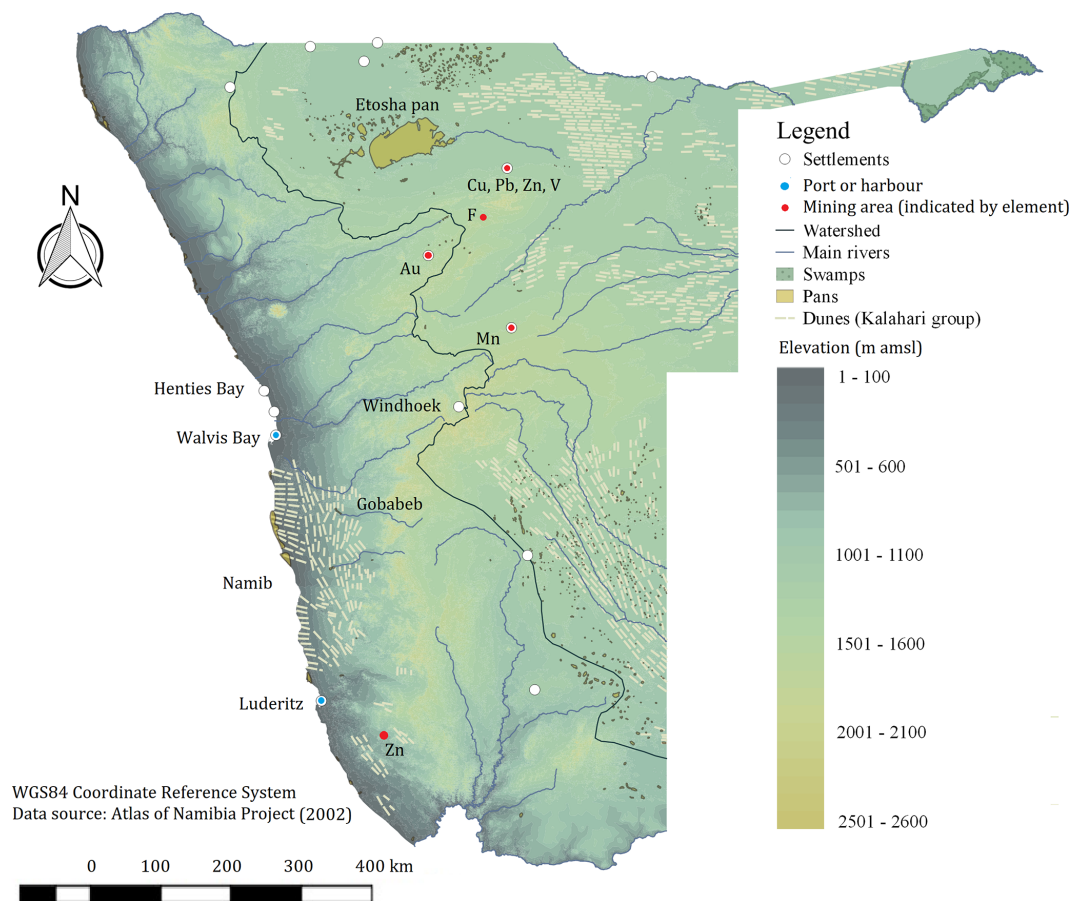 Etosha pan
Cu, Pb, Zn, V
F
Au
Mn
Henties Bay
Windhoek
Walvis Bay
Gobabeb
Namib
Luderitz
Zn
N
Legend
Settlements
Port or harbour
Mining area (indicated by element)
Watershed
Main rivers
Swamps
Pans
Dunes (Kalahari group)
Elevation (m amsl)
1 - 100
501 - 600
1001 - 1100
1501 - 1600
2001 - 2100
2501 - 2600
WGS84 Coordinate Reference System
Data source: Atlas of Namibia Project (2002)
0 100 200 300 400 km